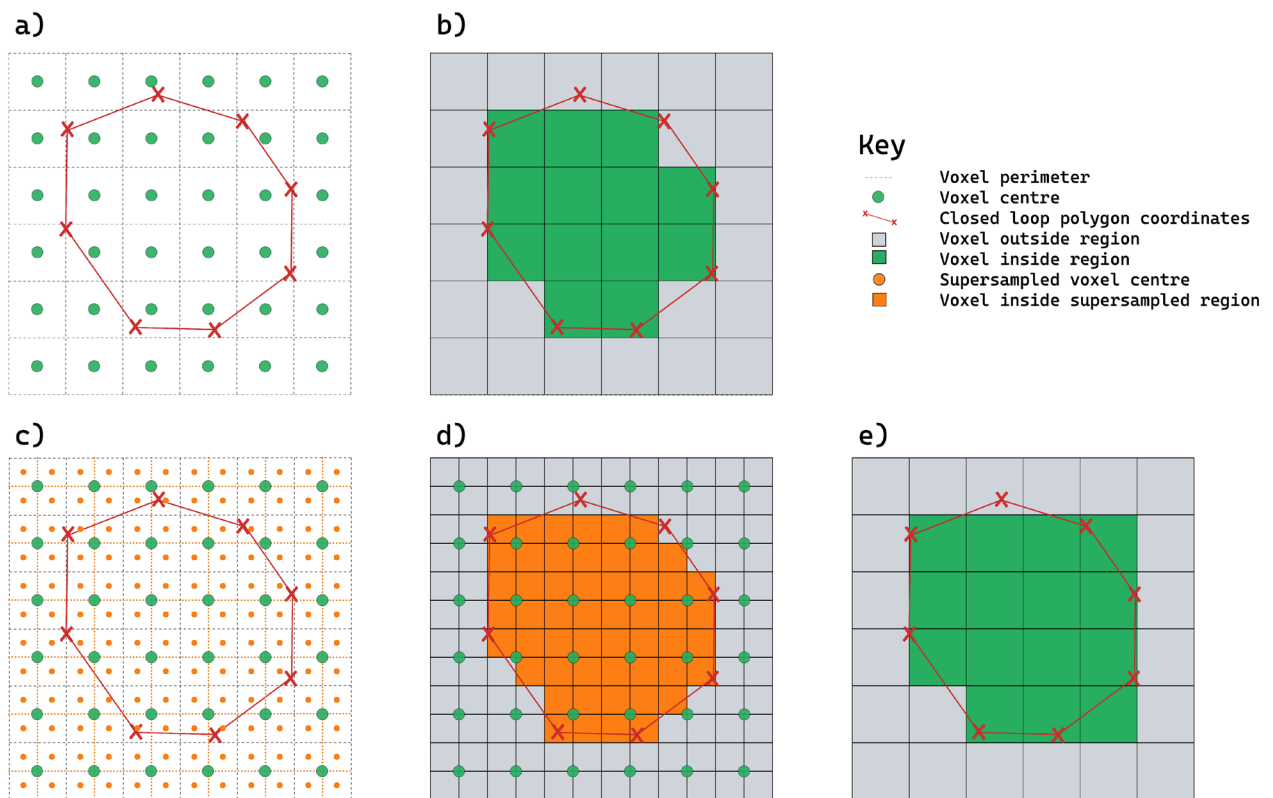 a)
b)
Key
Voxel perimeter
Voxel centre
Closed loop polygon coordinates
Voxel outside region
Voxel inside region
Supersampled voxel centre
Voxel inside supersampled region
c)
d)
e)